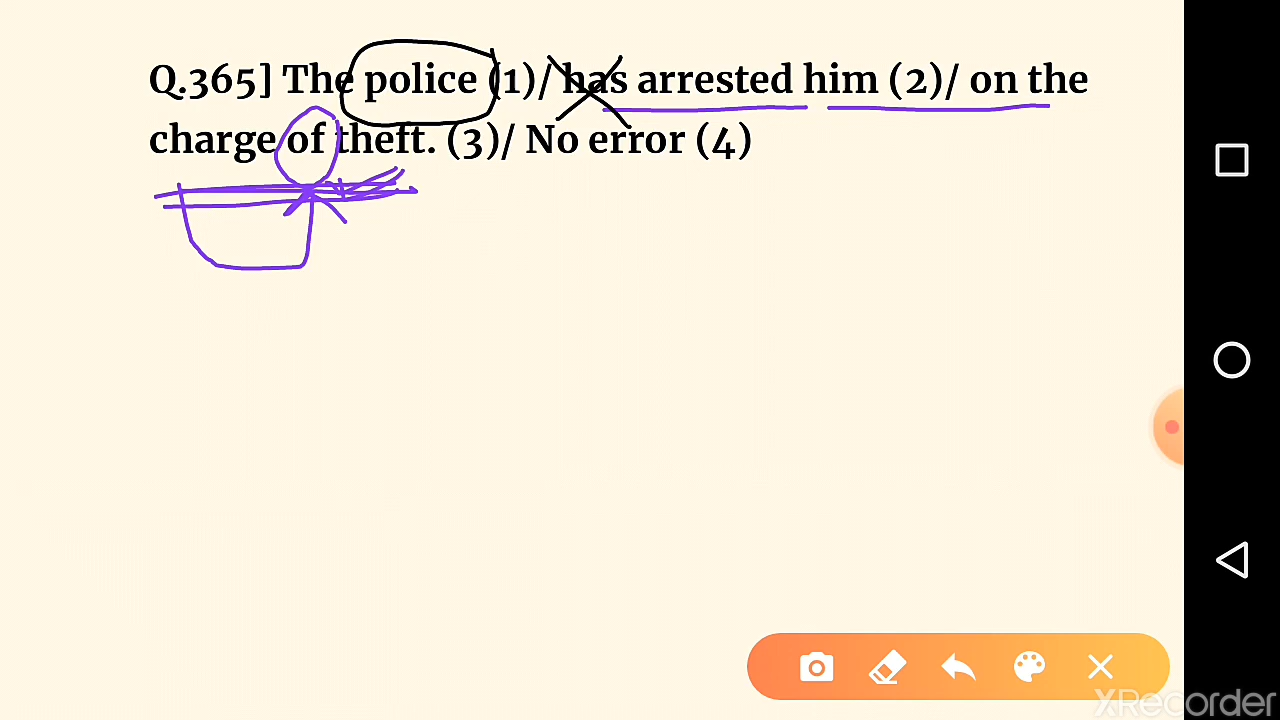 Q.365] The police (1)/ has arrested him (2)/ on the
charge of theft. (3)/ No error (4)
XRecorder